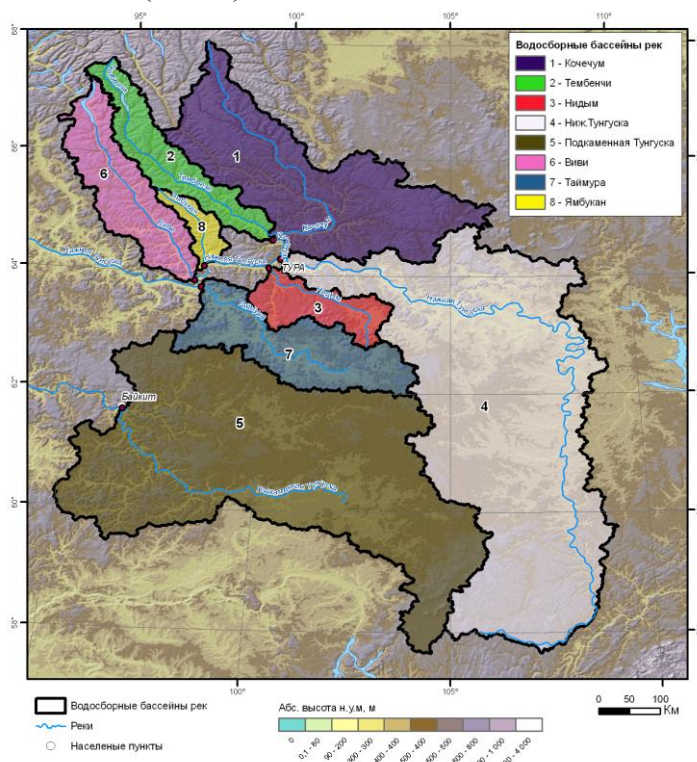 95° 100° 105° 110°
Водосборные бассейны рек
1 - Кочечум
2 - Тембенчи
3 - Нидым
4 - Ниж.Тунгуска
5 - Подкаменная Тунгуска
6 - Виви
7 - Таймура
8 - Ямбукан
68°
66°
64°
62°
60°
58°
1
2
6
8
Тембенчи
Кочечум
Виви
ТУРА
Нижняя Тунгуска
3
7
4
5
Байкит
Подкаменная Тунгуска
100° 105° 110°
Водосборные бассейны рек
Реки
Населеные пункты
Абс. высота н.у.м, м
0
0,1 - 60
90 - 200
0 50 100
Км